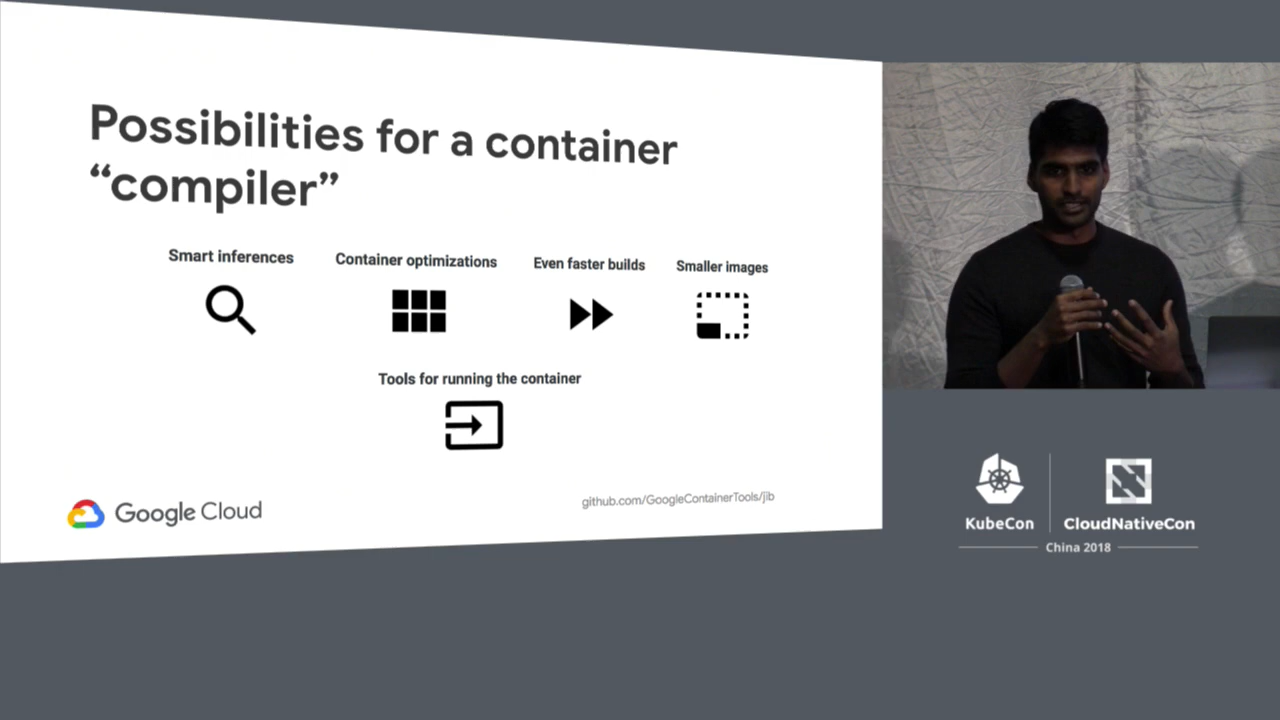 Possibilities for a container
“compiler”
Smart inferences
Container optimizations
Even faster builds
Smaller images
Tools for running the container
Google Cloud
github.com/GoogleContainerTools/jib
KubeCon
CloudNativeCon
China 2018